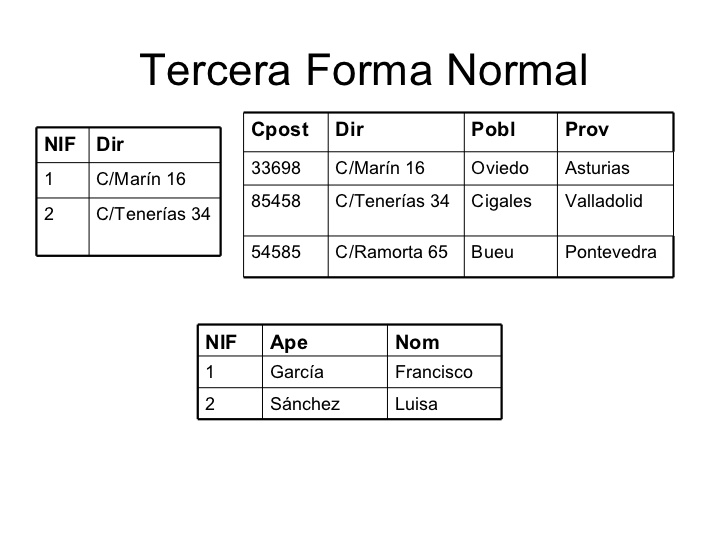 Tercera Forma Normal
NIF Dir
1 C/Marín 16
2 C/Tenerías 34
Cpost Dir Pobl Prov
33698 C/Marín 16 Oviedo Asturias
85458 C/Tenerías 34 Cigales Valladolid
54585 C/Ramorta 65 Bueu Pontevedra
NIF Ape Nom
1 García Francisco
2 Sánchez Luisa